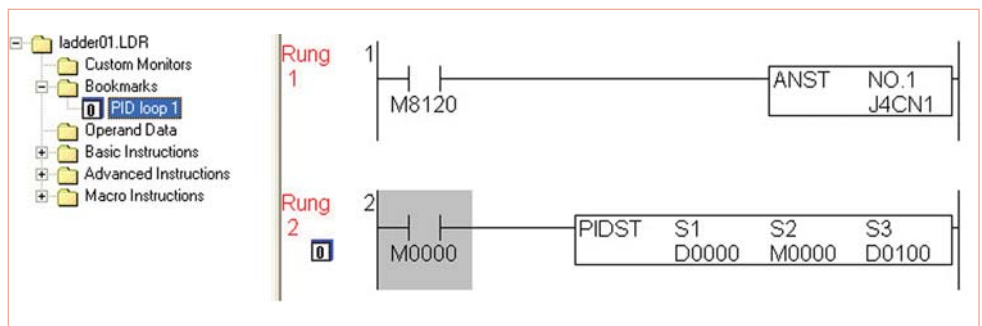 ladder01.LDR
Custom Monitors
Bookmarks
0 PID loop 1
Operand Data
Basic Instructions
Advanced Instructions
Macro Instructions
Rung 1
1
M8120
ANST NO.1
J4CN1
Rung 2
2
0
M0000
PIDST S1 S2 S3
D0000 M0000 D0100